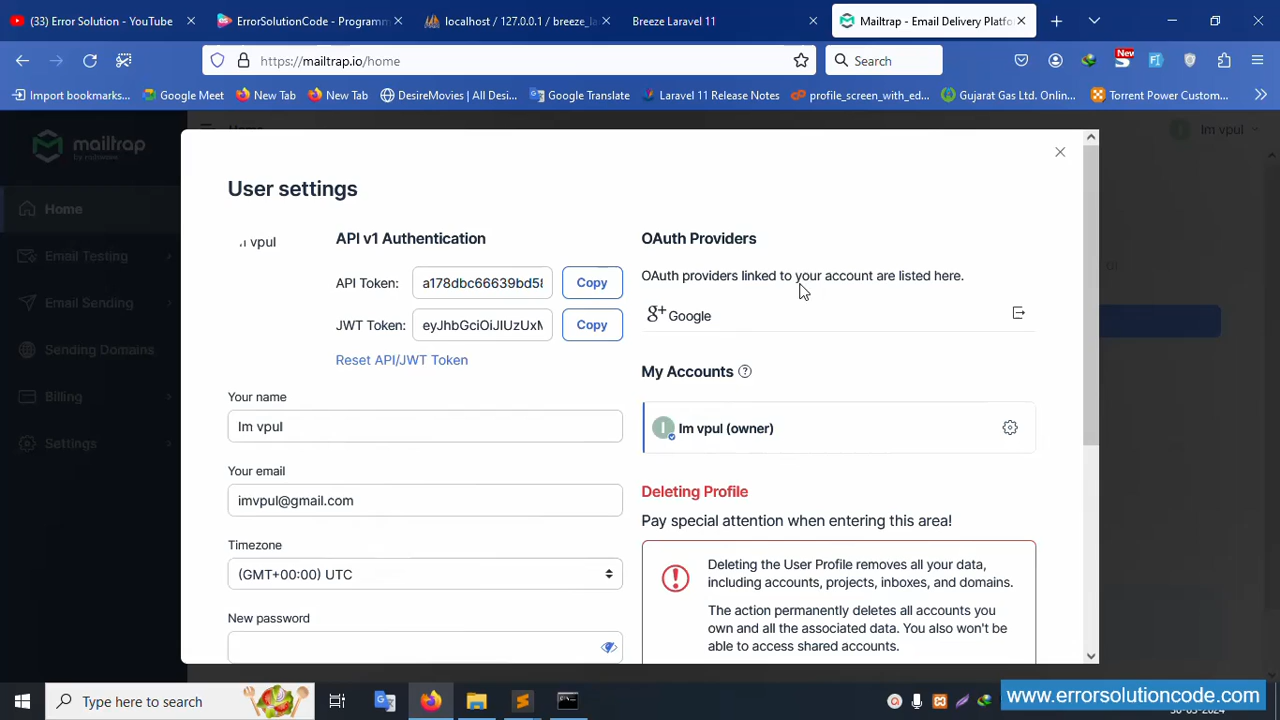 (33) Error Solution - YouTube
ErrorSolutionCode - Programm
localhost / 127.0.0.1 / breeze_la
Breeze Laravel 11
Mailtrap - Email Delivery Platfo
https://mailtrap.io/home
Search
New
Import bookmarks...
Google Meet
New Tab
New Tab
DesireMovies | All Desi...
Google Translate
Laravel 11 Release Notes
profile_screen_with_ed...
Gujarat Gas Ltd. Onlin...
Torrent Power Custom...
mailtrap
Home
Im vpul
User settings
Home
Email Testing
Email Sending
Sending Domains
Billing
Settings
vpul
API v1 Authentication
API Token:
a178dbc66639bd58
Copy
JWT Token:
eyJhbGciOiJIUzUxM
Copy
Reset API/JWT Token
Your name
Im vpul
Your email
imvpul@gmail.com
Timezone
(GMT+00:00) UTC
New password
OAuth Providers
OAuth providers linked to your account are listed here.
g+ Google
My Accounts ?
I
Im vpul (owner)
Deleting Profile
Pay special attention when entering this area!
Deleting the User Profile removes all your data,
including accounts, projects, inboxes, and domains.
The action permanently deletes all accounts you
own and all the associated data. You also won't be
able to access shared accounts.
or
Type here to search
www.errorsolutioncode.com